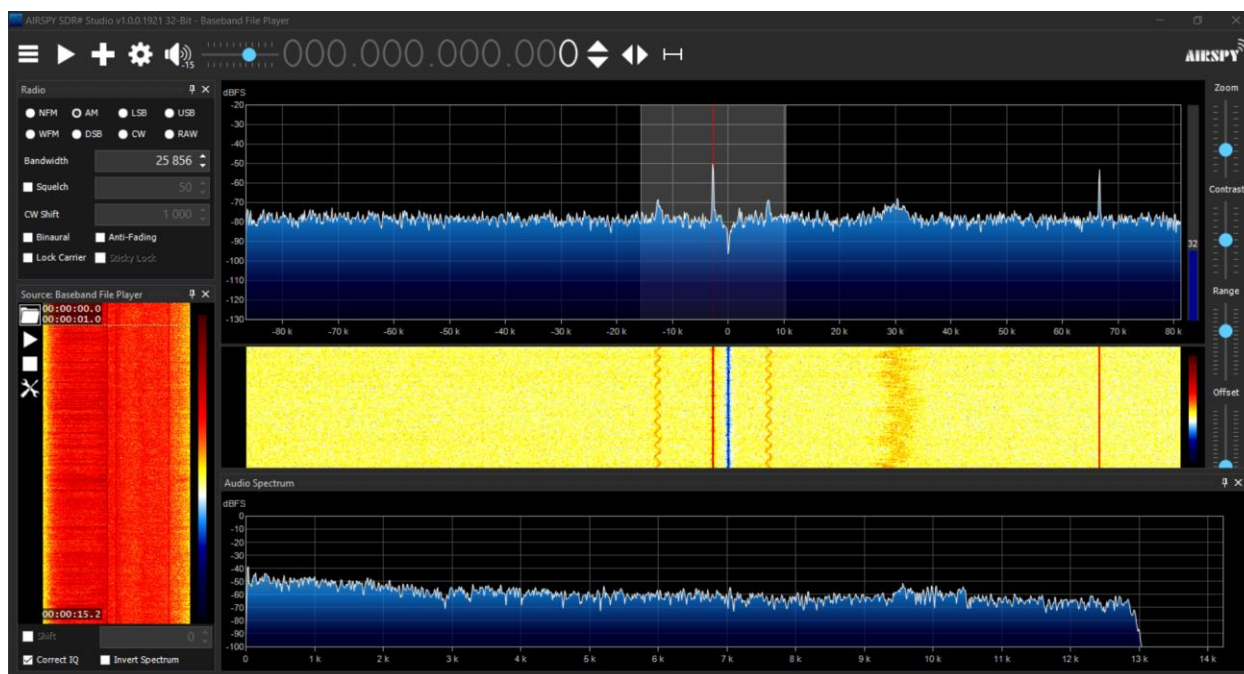 AIRSPY SDR# Studio v1.0.0.1921 32-Bit - Baseband File Player
-15
000.000.000.000
AIRSPY
Radio
NFM AM LSB USB
WFM DSB CW RAW
Bandwidth 25 856
Squelch 50
CW Shift 1 000
Binaural Anti-Fading
Lock Carrier Sticky Lock
Source: Baseband File Player
00:00:00.0
00:00:01.0
00:00:15.2
Shift 0
Correct IQ Invert Spectrum
dBFS
-20
-30
-40
-50
-60
-70
-80
-90
-100
-110
-120
-130
-80 k -70 k -60 k -50 k -40 k -30 k -20 k -10 k 0 10 k 20 k 30 k 40 k 50 k 60 k 70 k 80 k
32
Zoom
Contrast
Range
Offset
Audio Spectrum
dBFS
0
-10
-20
-30
-40
-50
-60
-70
-80
-90
-100
0 1 k 2 k 3 k 4 k 5 k 6 k 7 k 8 k 9 k 10 k 11 k 12 k 13 k 14 k